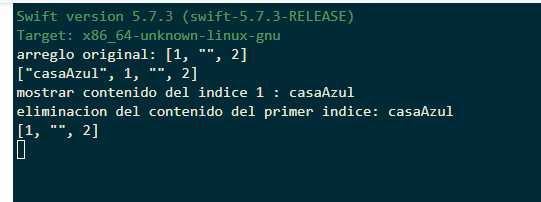 Swift version 5.7.3 (swift-5.7.3-RELEASE)
Target: x86_64-unknown-linux-gnu
arreglo original: [1, "", 2]
["casaAzul", 1, "", 2]
mostrar contenido del indice 1 : casaAzul
eliminacion del contenido del primer indice: casaAzul
[1, "", 2]